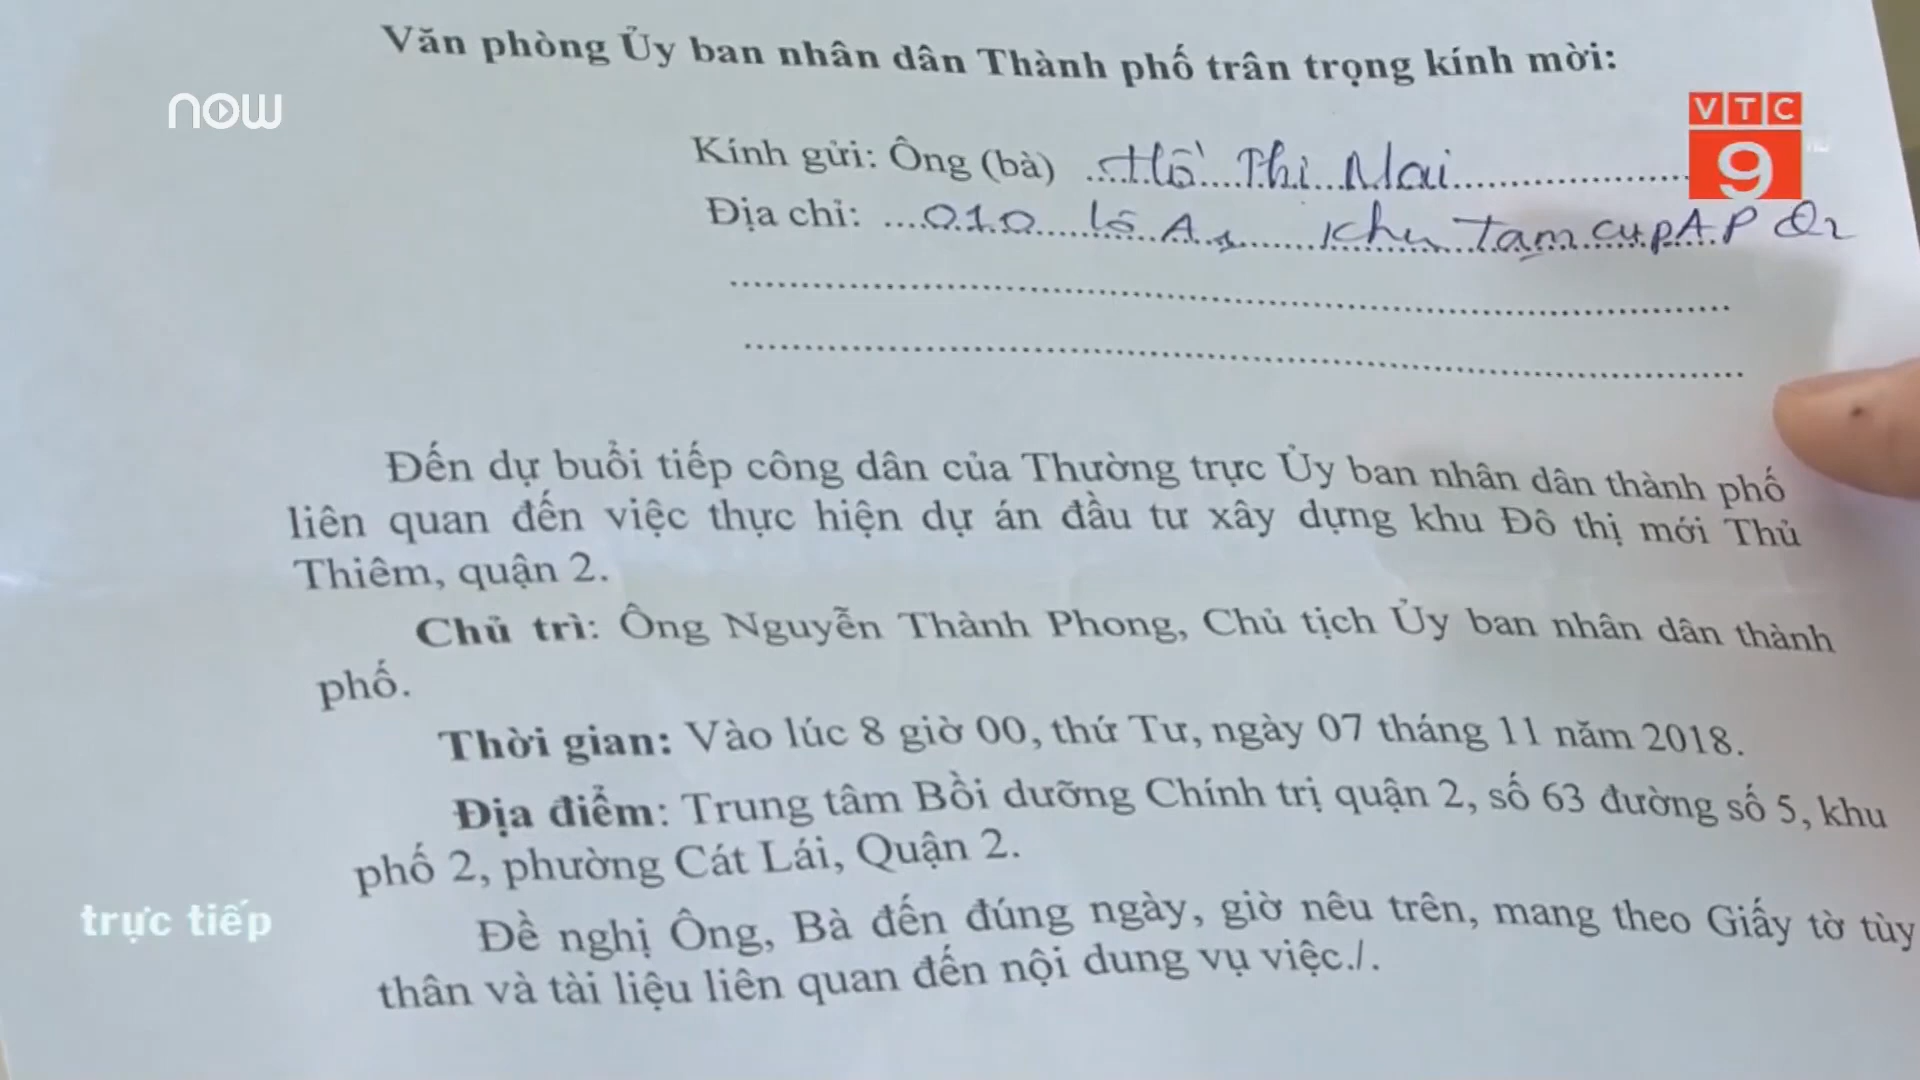 Văn phòng Ủy ban nhân dân Thành phố trân trọng kính mời:
now
VTC
9
Kính gửi: Ông (bà) Hồ Thị Mai
Địa chỉ: 010 lô A1 Khu Tạm cư pAP Q2
Đến dự buổi tiếp công dân của Thường trực Ủy ban nhân dân thành phố
liên quan đến việc thực hiện dự án đầu tư xây dựng khu Đô thị mới Thủ
Thiêm, quận 2.
Chủ trì: Ông Nguyễn Thành Phong, Chủ tịch Ủy ban nhân dân thành
phố.
Thời gian: Vào lúc 8 giờ 00, thứ Tư, ngày 07 tháng 11 năm 2018.
Địa điểm: Trung tâm Bồi dưỡng Chính trị quận 2, số 63 đường số 5, khu
phố 2, phường Cát Lái, Quận 2.
Đề nghị Ông, Bà đến đúng ngày, giờ nêu trên, mang theo Giấy tờ tùy
thân và tài liệu liên quan đến nội dung vụ việc./.
trực tiếp